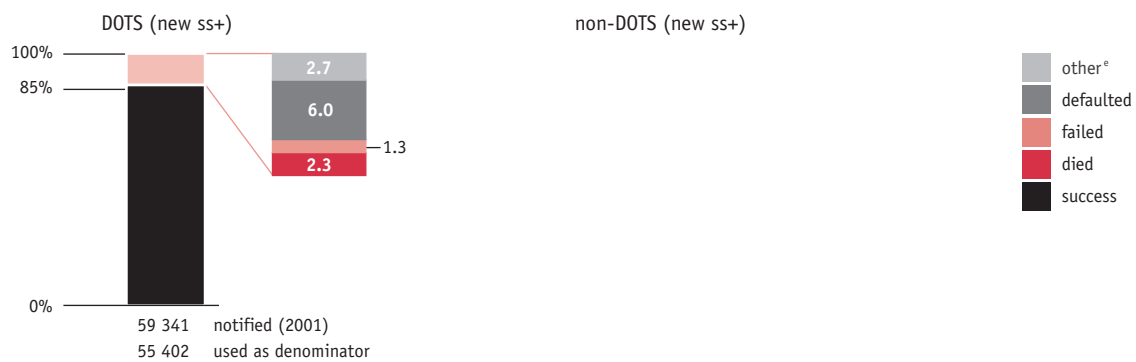 DOTS (new ss+)
non-DOTS (new ss+)
100%
85%
0%
2.7
6.0
1.3
2.3
other e
defaulted
failed
died
success
59 341 notified (2001)
55 402 used as denominator